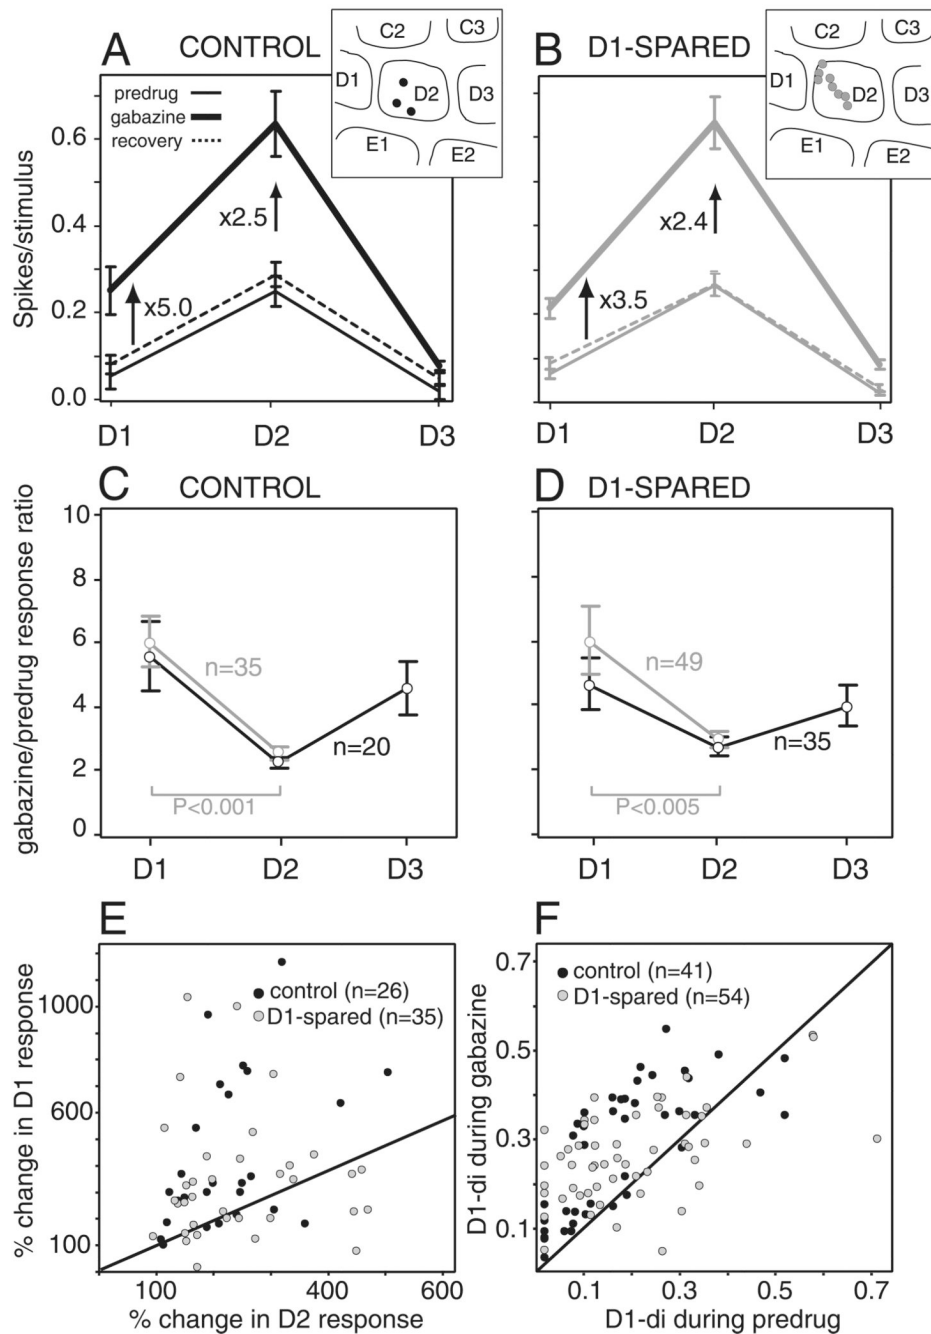 A CONTROL
predrug
gabazine
recovery
C2 C3
D1 D2 D3
E1 E2
Spikes/stimulus
0.6
0.4
0.2
0.0
x5.0
x2.5
D1 D2 D3
B D1-SPARED
C2 C3
D1 D2 D3
E1 E2
x3.5
x2.4
D1 D2 D3
C CONTROL
gabazine/predrug response ratio
10
8
6
4
2
0
n=35
n=20
P<0.001
D1 D2 D3
D D1-SPARED
n=49
n=35
P<0.005
D1 D2 D3
E
% change in D1 response
1000
600
100
control (n=26)
D1-spared (n=35)
100 400 600
% change in D2 response
F
D1-di during gabazine
0.7
0.5
0.3
0.1
control (n=41)
D1-spared (n=54)
0.1 0.3 0.5 0.7
D1-di during predrug